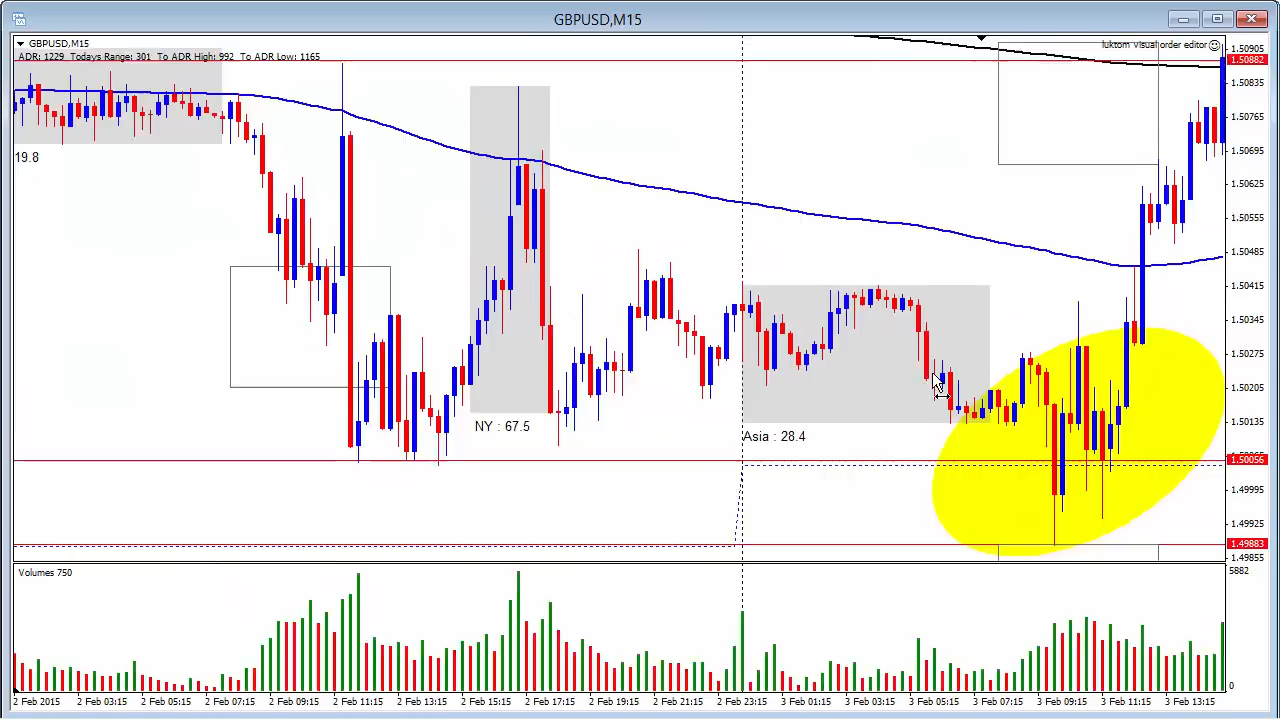 GBPUSD,M15
GBPUSD,M15
luktom visual order editor☺
ADR: 1229 Todays Range: 301 To ADR High: 992 To ADR Low: 1165
19.8
NY : 67.5
Asia : 28.4
1.50905
1.50882
1.50835
1.50765
1.50695
1.50625
1.50555
1.50485
1.50415
1.50345
1.50275
1.50205
1.50135
1.50056
1.49995
1.49925
1.49883
1.49855
Volumes 750
5882
0
2 Feb 2015 2 Feb 03:15 2 Feb 05:15 2 Feb 07:15 2 Feb 09:15 2 Feb 11:15 2 Feb 13:15 2 Feb 15:15 2 Feb 17:15 2 Feb 19:15 2 Feb 21:15 2 Feb 23:15 3 Feb 01:15 3 Feb 03:15 3 Feb 05:15 3 Feb 07:15 3 Feb 09:15 3 Feb 11:15 3 Feb 13:15